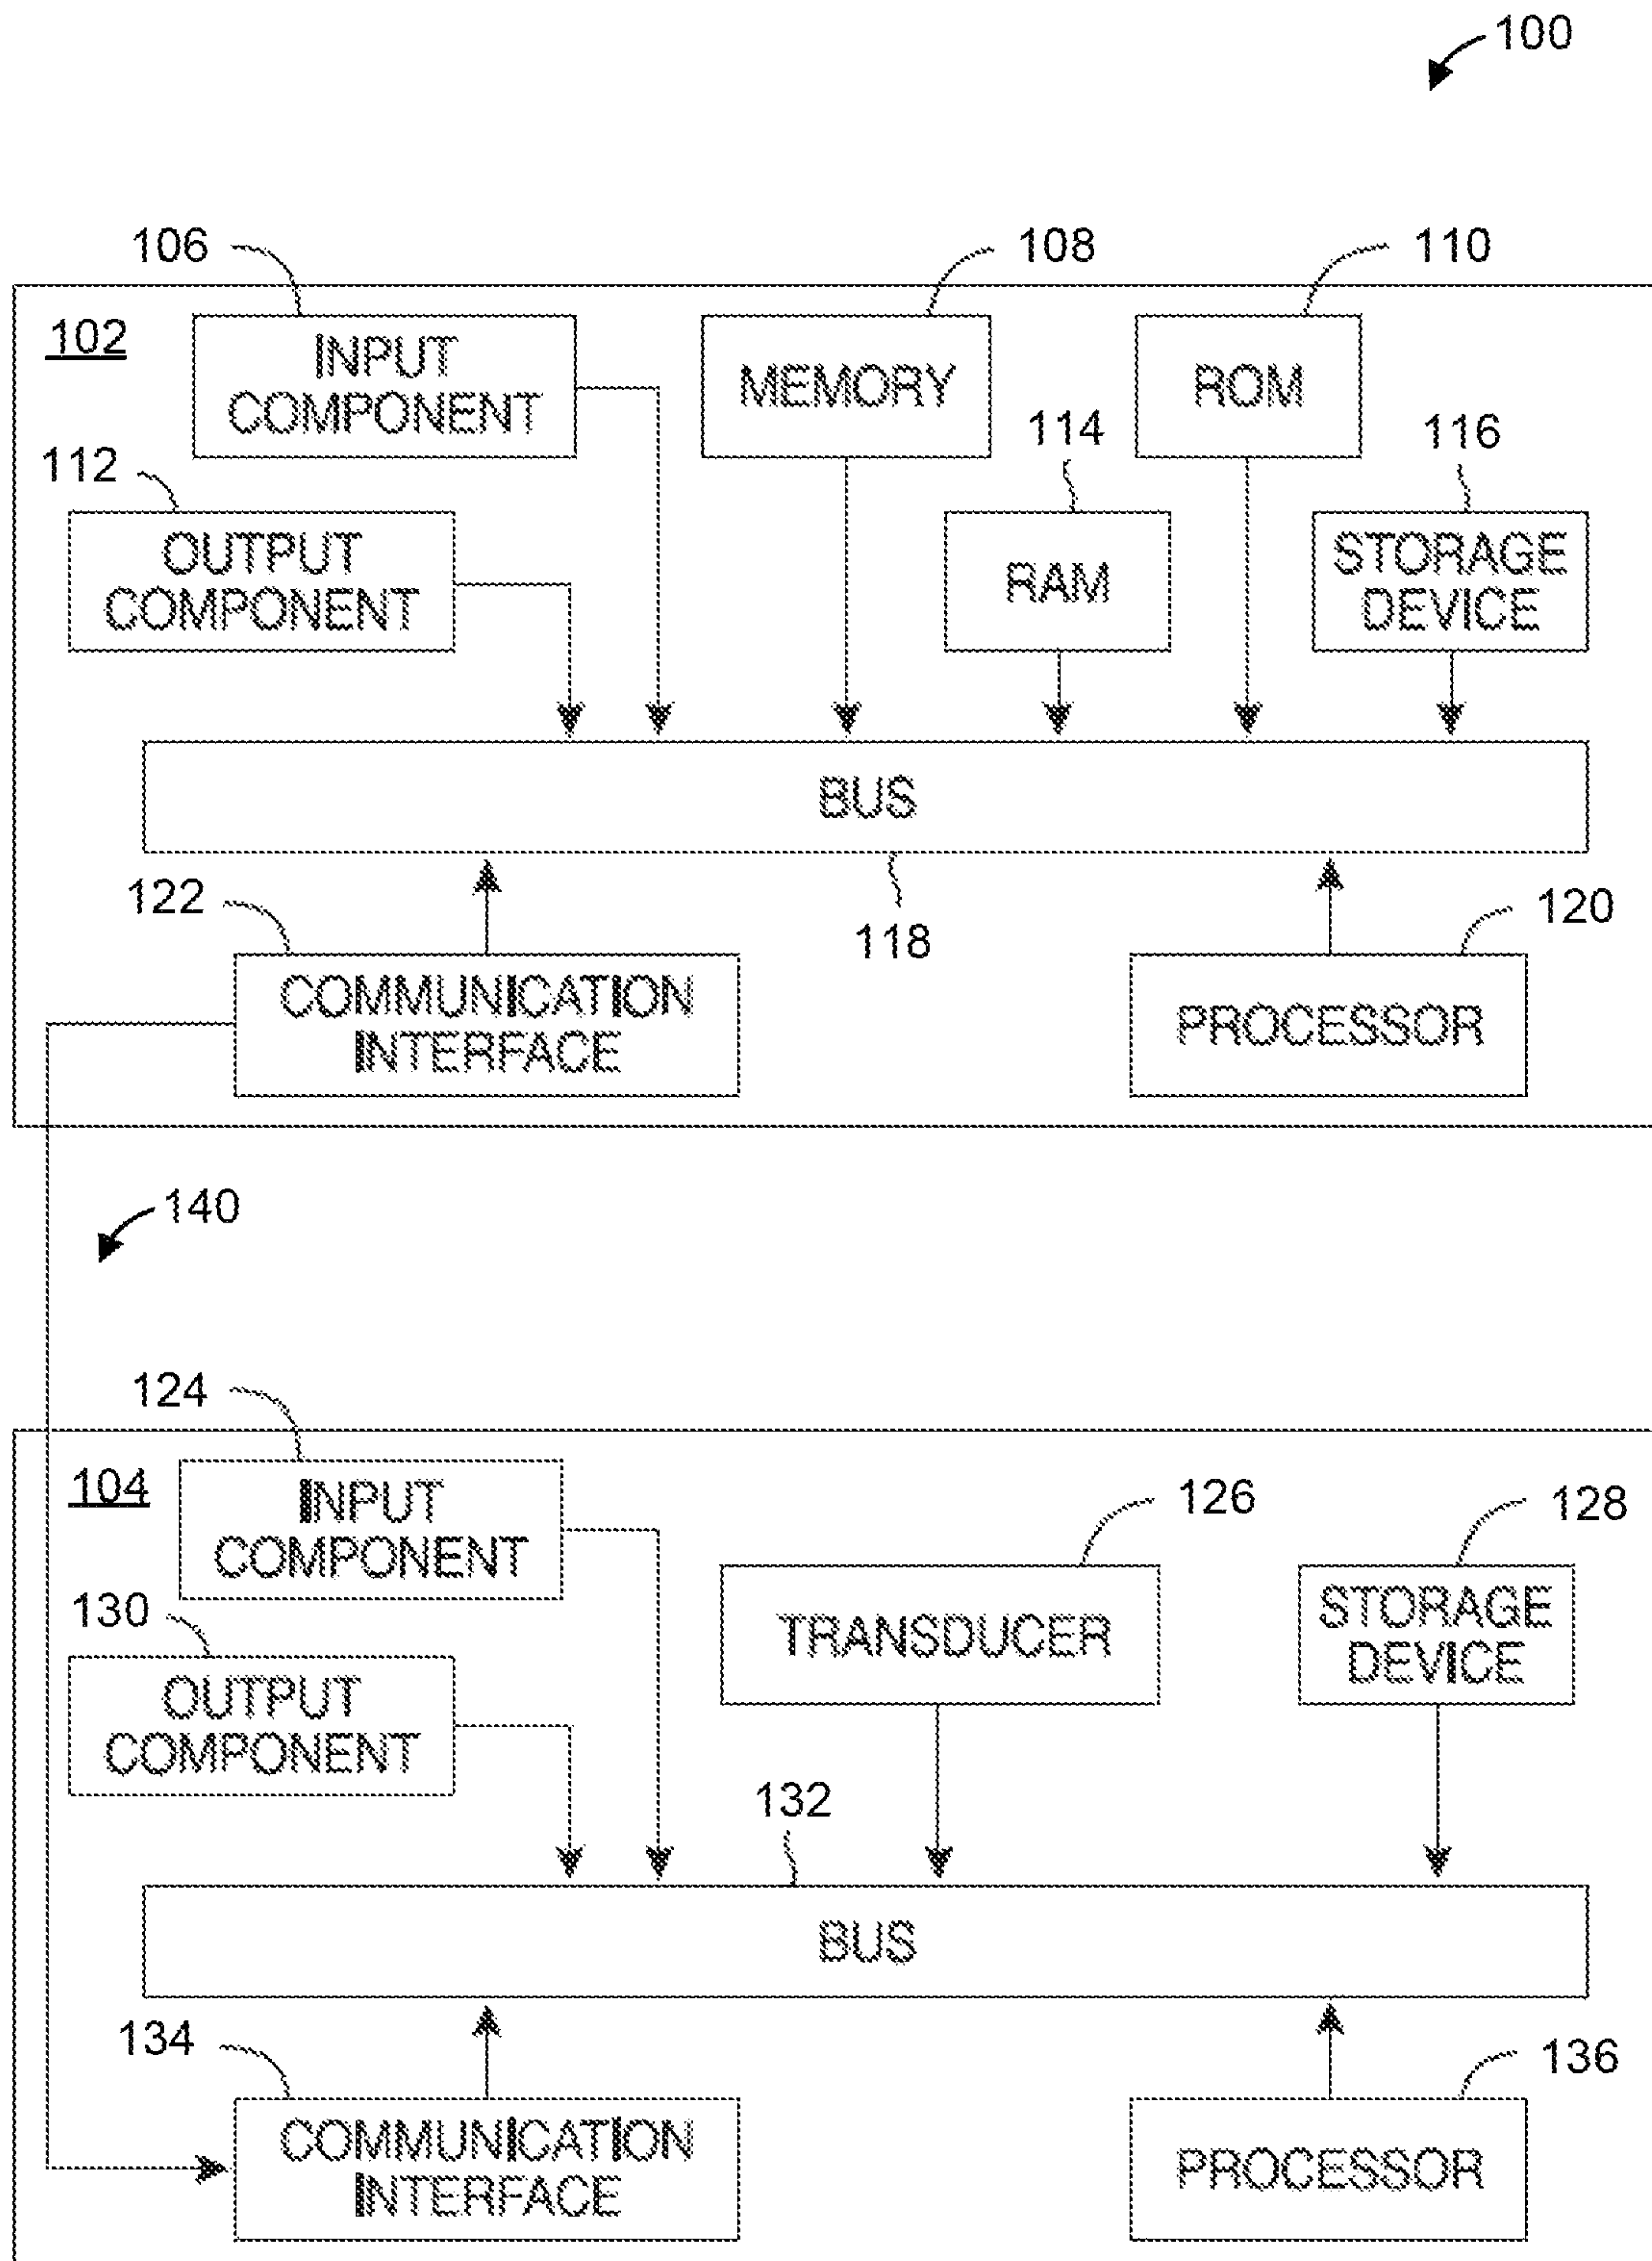 100
106
108
110
102
INPUT
COMPONENT
MEMORY
ROM
112
114
116
OUTPUT
COMPONENT
RAM
STORAGE
DEVICE
BUS
122
118
120
COMMUNICATION
INTERFACE
PROCESSOR
140
124
104
INPUT
COMPONENT
126
128
130
TRANSDUCER
STORAGE
DEVICE
OUTPUT
COMPONENT
132
BUS
134
136
COMMUNICATION
INTERFACE
PROCESSOR